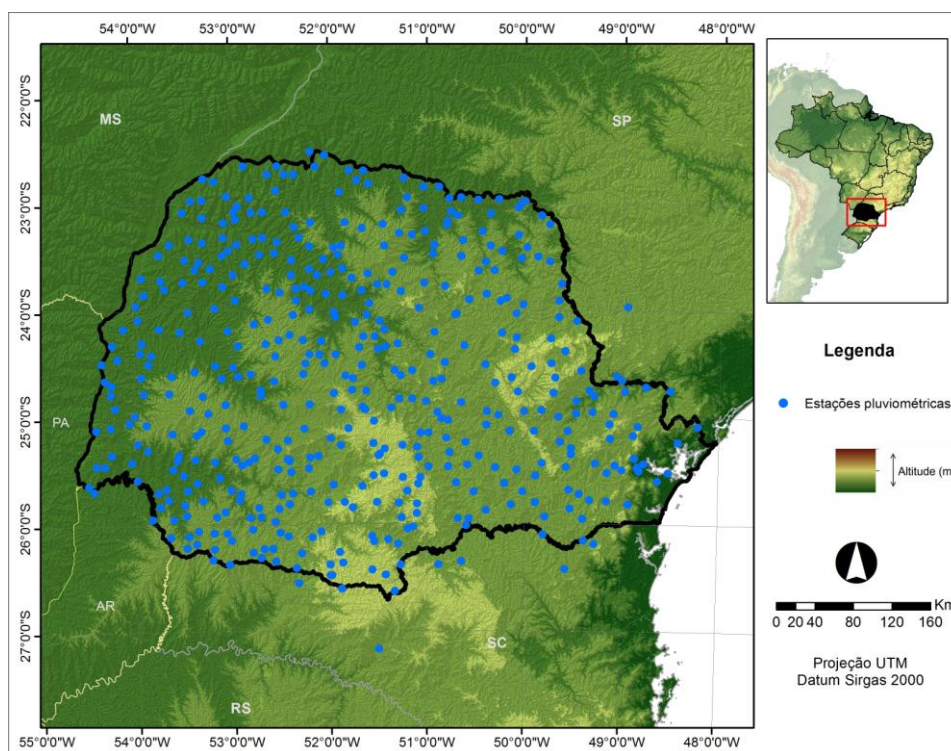 54°0'0"W 53°0'0"W 52°0'0"W 51°0'0"W 50°0'0"W 49°0'0"W 48°0'0"W
22°0'0"S
23°0'0"S
24°0'0"S
25°0'0"S
26°0'0"S
27°0'0"S
MS
SP
PA
AR
SC
RS
55°0'0"W 54°0'0"W 53°0'0"W 52°0'0"W 51°0'0"W 50°0'0"W 49°0'0"W 48°0'0"W
Legenda
Estações pluviométricas
Altitude (m
Km
0 20 40 80 120 160
Projeção UTM
Datum Sirgas 2000